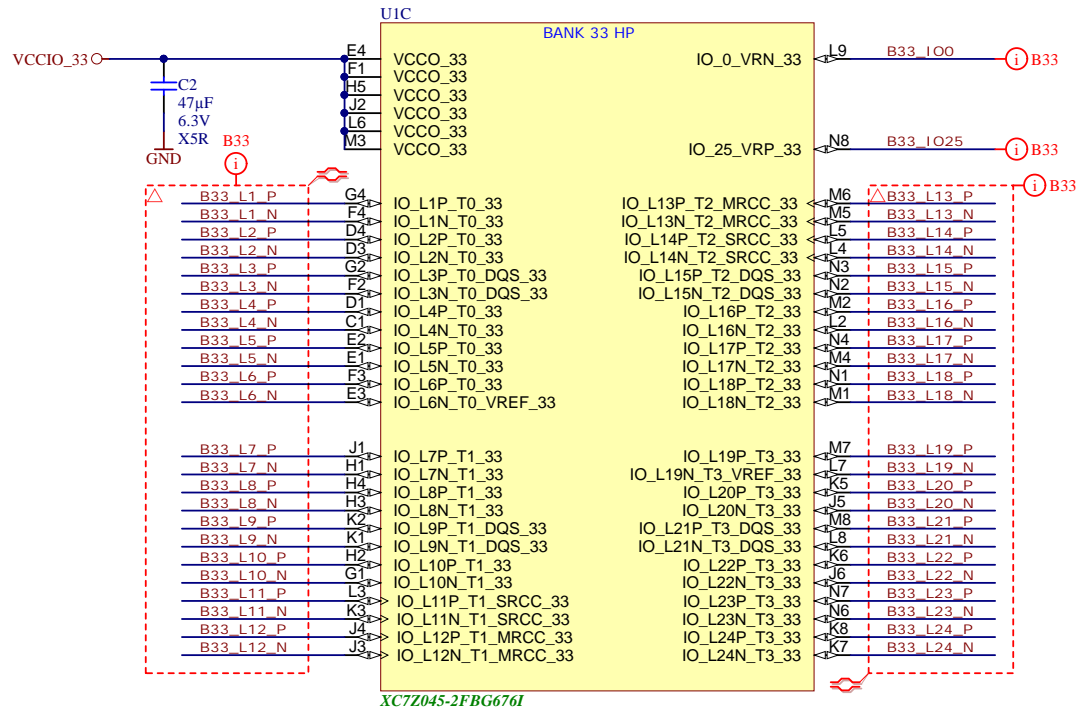 U1C
BANK 33 HP
VCCIO_33
E4 VCCO_33
F1 VCCO_33
H5 VCCO_33
J2 VCCO_33
L6 VCCO_33
M3 VCCO_33
C2
47µF
6.3V
X5R
GND
IO_0_VRN_33 L9 B33_IO0 i B33
IO_25_VRP_33 N8 B33_IO25 i B33
B33
i
i B33
B33_L1_P G4 IO_L1P_T0_33
B33_L1_N F4 IO_L1N_T0_33
B33_L2_P D4 IO_L2P_T0_33
B33_L2_N D3 IO_L2N_T0_33
B33_L3_P G2 IO_L3P_T0_DQS_33
B33_L3_N F2 IO_L3N_T0_DQS_33
B33_L4_P D1 IO_L4P_T0_33
B33_L4_N C1 IO_L4N_T0_33
B33_L5_P E2 IO_L5P_T0_33
B33_L5_N E1 IO_L5N_T0_33
B33_L6_P F3 IO_L6P_T0_33
B33_L6_N E3 IO_L6N_T0_VREF_33
B33_L7_P J1 IO_L7P_T1_33
B33_L7_N H1 IO_L7N_T1_33
B33_L8_P H4 IO_L8P_T1_33
B33_L8_N H3 IO_L8N_T1_33
B33_L9_P K2 IO_L9P_T1_DQS_33
B33_L9_N K1 IO_L9N_T1_DQS_33
B33_L10_P H2 IO_L10P_T1_33
B33_L10_N G1 IO_L10N_T1_33
B33_L11_P L3 IO_L11P_T1_SRCC_33
B33_L11_N K3 IO_L11N_T1_SRCC_33
B33_L12_P J4 IO_L12P_T1_MRCC_33
B33_L12_N J3 IO_L12N_T1_MRCC_33
IO_L13P_T2_MRCC_33 M6 B33_L13_P
IO_L13N_T2_MRCC_33 M5 B33_L13_N
IO_L14P_T2_SRCC_33 L5 B33_L14_P
IO_L14N_T2_SRCC_33 L4 B33_L14_N
IO_L15P_T2_DQS_33 N3 B33_L15_P
IO_L15N_T2_DQS_33 N2 B33_L15_N
IO_L16P_T2_33 M2 B33_L16_P
IO_L16N_T2_33 L2 B33_L16_N
IO_L17P_T2_33 N4 B33_L17_P
IO_L17N_T2_33 M4 B33_L17_N
IO_L18P_T2_33 N1 B33_L18_P
IO_L18N_T2_33 M1 B33_L18_N
IO_L19P_T3_33 M7 B33_L19_P
IO_L19N_T3_VREF_33 L7 B33_L19_N
IO_L20P_T3_33 K5 B33_L20_P
IO_L20N_T3_33 J5 B33_L20_N
IO_L21P_T3_DQS_33 M8 B33_L21_P
IO_L21N_T3_DQS_33 L8 B33_L21_N
IO_L22P_T3_33 K6 B33_L22_P
IO_L22N_T3_33 J6 B33_L22_N
IO_L23P_T3_33 N7 B33_L23_P
IO_L23N_T3_33 N6 B33_L23_N
IO_L24P_T3_33 K8 B33_L24_P
IO_L24N_T3_33 K7 B33_L24_N
XC7Z045-2FBG676I